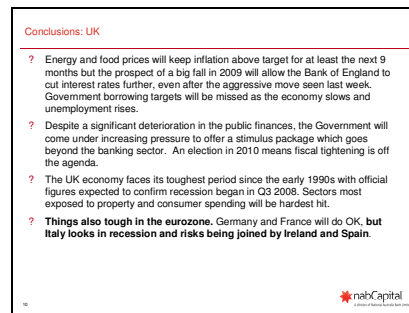 Conclusions: UK
? Energy and food prices will keep inflation above target for at least the next 9
months but the prospect of a big fall in 2009 will allow the Bank of England to
cut interest rates further, even after the aggressive move seen last week.
Government borrowing targets will be missed as the economy slows and
unemployment rises.
? Despite a significant deterioration in the public finances, the Government will
come under increasing pressure to offer a stimulus package which goes
beyond the banking sector. An election in 2010 means fiscal tightening is off
the agenda.
? The UK economy faces its toughest period since the early 1990s with official
figures expected to confirm recession began in Q3 2008. Sectors most
exposed to property and consumer spending will be hardest hit.
? Things also tough in the eurozone. Germany and France will do OK, but
Italy looks in recession and risks being joined by Ireland and Spain.
nabCapital
A division of National Australia Bank Limited